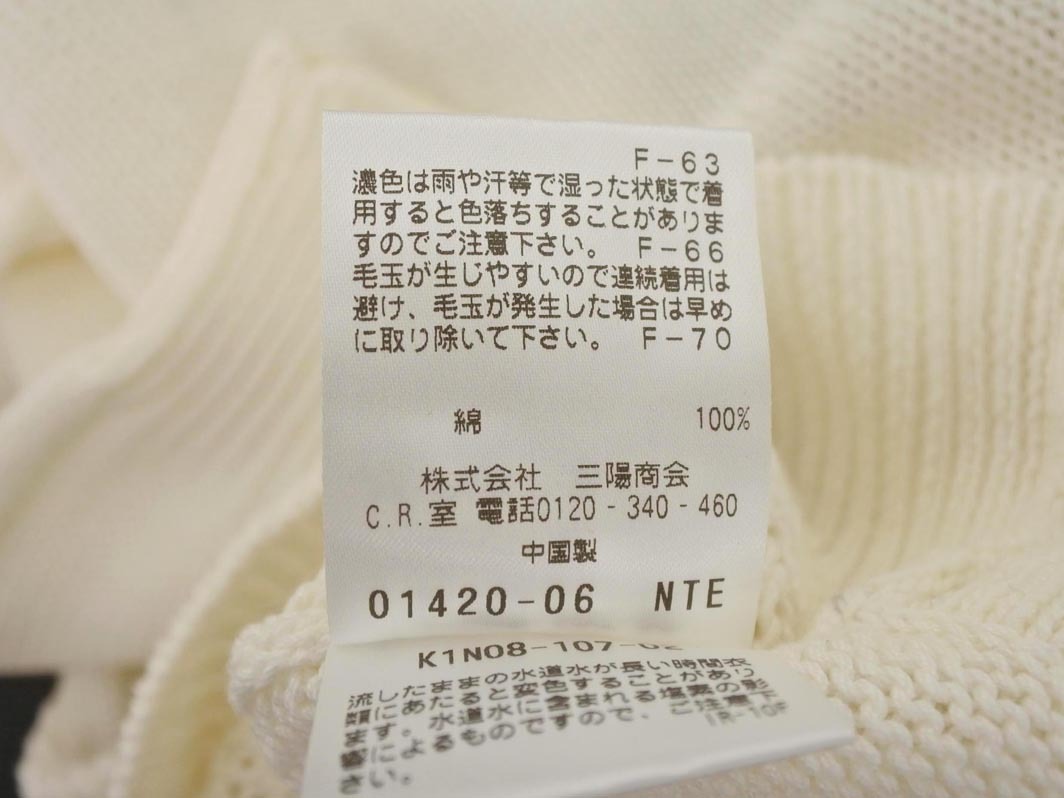 F-63
濃色は雨や汗等で湿った状態で着
用すると色落ちすることがありま
すのでご注意下さい。 F-66
毛玉が生じやすいので連続着用は
避け、毛玉が発生した場合は早め
に取り除いて下さい。 F-70
綿 100%
株式会社 三陽商会
C.R.室 電話0120-340-460
中国製
01420-06 NTE
K1N08-107-02
流したままの水道水が長い時間衣
類にあたると変色することがあり
ます。水道水に含まれる塩素の影
響によるものですので、ご注意下
さい。 IR-10F